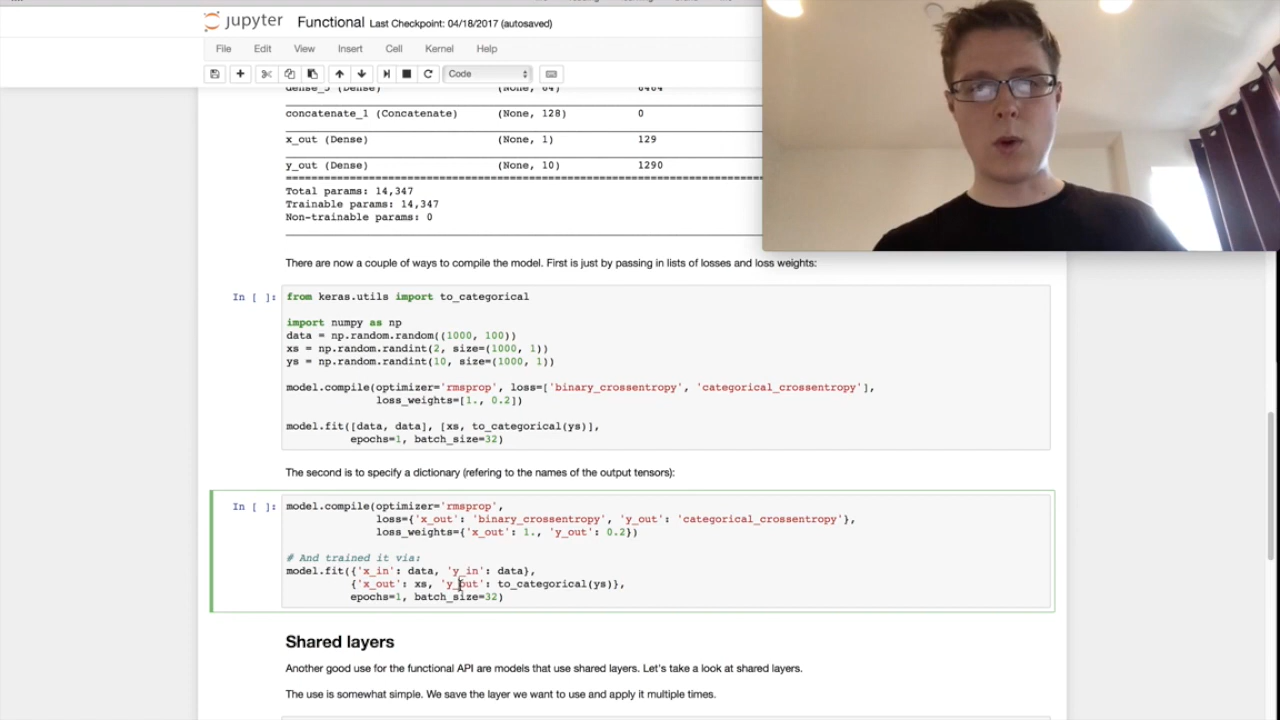 jupyter Functional Last Checkpoint: 04/18/2017 (autosaved)
File Edit View Insert Cell Kernel Help
Code
dense_5 (Dense) (None, 64) 6464
concatenate_1 (Concatenate) (None, 128) 0
x_out (Dense) (None, 1) 129
y_out (Dense) (None, 10) 1290
Total params: 14,347
Trainable params: 14,347
Non-trainable params: 0
There are now a couple of ways to compile the model. First is just by passing in lists of losses and loss weights:
In [ ]: from keras.utils import to_categorical
import numpy as np
data = np.random.random((1000, 100))
xs = np.random.randint(2, size=(1000, 1))
ys = np.random.randint(10, size=(1000, 1))
model.compile(optimizer='rmsprop', loss=['binary_crossentropy', 'categorical_crossentropy'],
loss_weights=[1., 0.2])
model.fit([data, data], [xs, to_categorical(ys)],
epochs=1, batch_size=32)
The second is to specify a dictionary (refering to the names of the output tensors):
In [ ]: model.compile(optimizer='rmsprop',
loss={'x_out': 'binary_crossentropy', 'y_out': 'categorical_crossentropy'},
loss_weights={'x_out': 1., 'y_out': 0.2})
# And trained it via:
model.fit({'x_in': data, 'y_in': data},
{'x_out': xs, 'y_out': to_categorical(ys)},
epochs=1, batch_size=32)
Shared layers
Another good use for the functional API are models that use shared layers. Let's take a look at shared layers.
The use is somewhat simple. We save the layer we want to use and apply it multiple times.